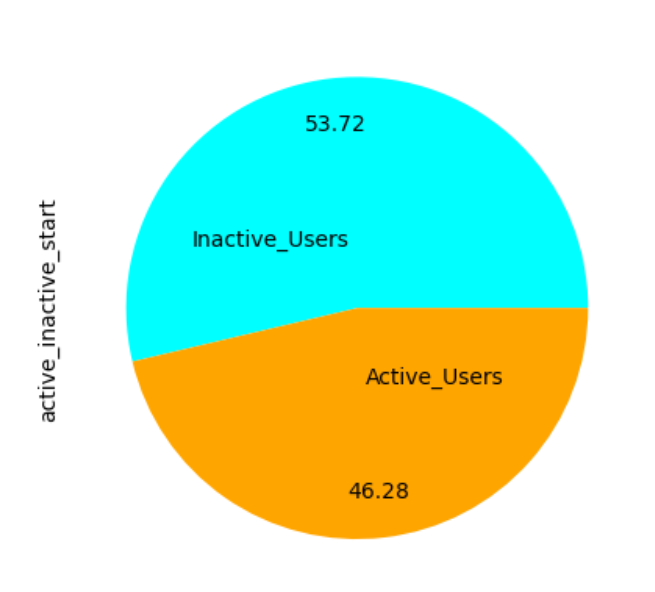 53.72
Inactive_Users
active_inactive_start
Active_Users
46.28